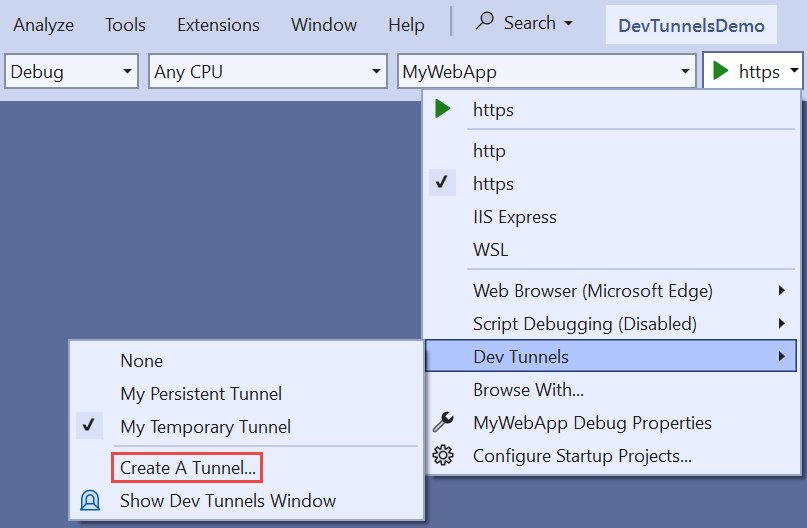 Analyze Tools Extensions Window Help Search DevTunnelsDemo
Debug Any CPU MyWebApp https
https
http
https
IIS Express
WSL
Web Browser (Microsoft Edge)
Script Debugging (Disabled)
Dev Tunnels
Browse With...
MyWebApp Debug Properties
Configure Startup Projects...
None
My Persistent Tunnel
My Temporary Tunnel
Create A Tunnel...
Show Dev Tunnels Window